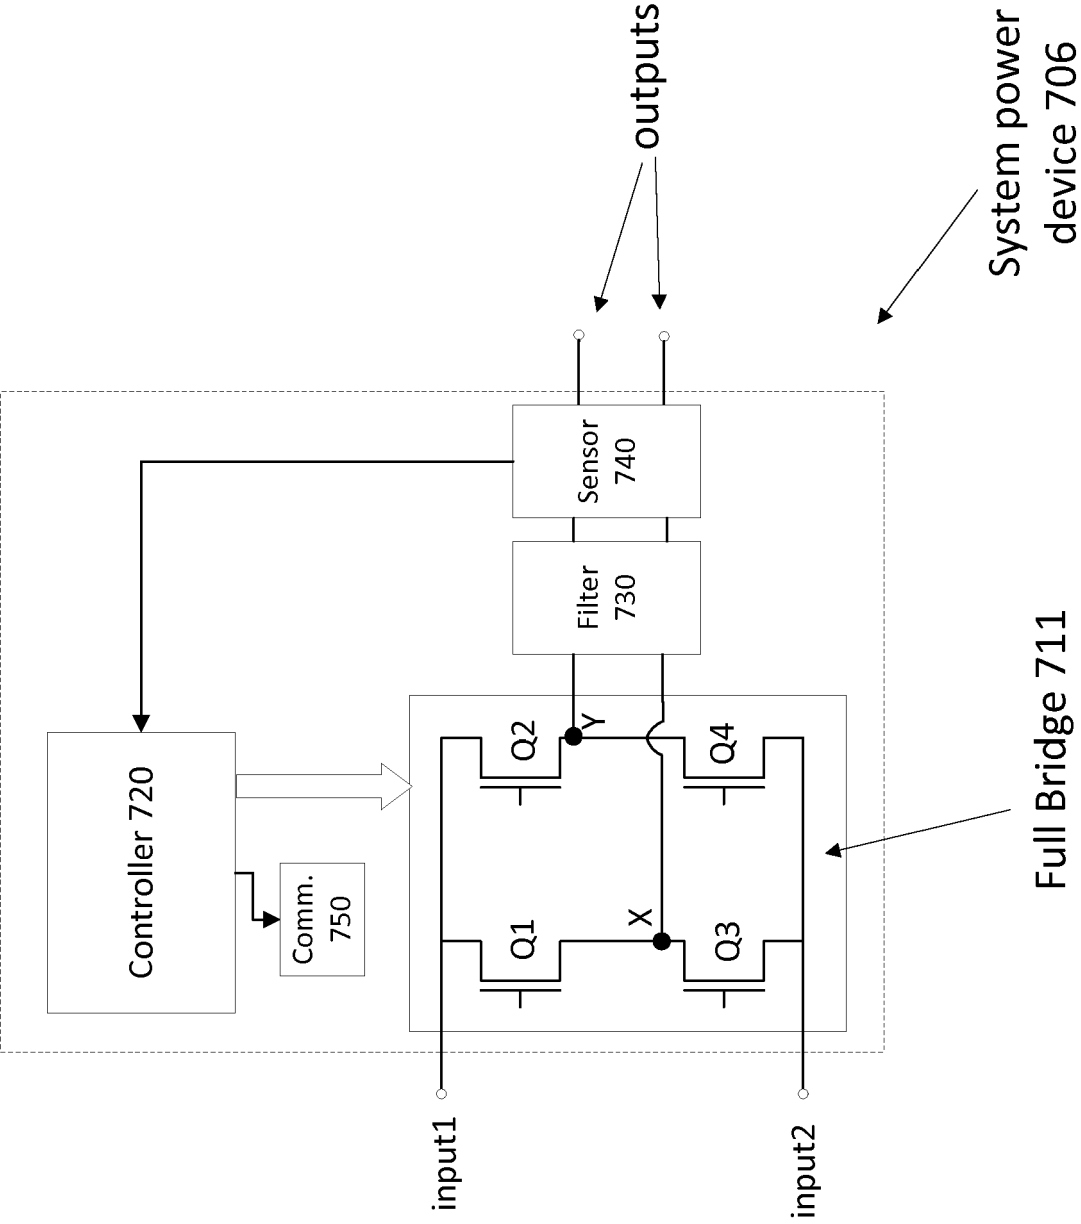 Controller 720
Comm.
750
input1
Q1
Q2
Y
Filter
730
Sensor
740
outputs
X
Q3
Q4
input2
System power
device 706
Full Bridge 711